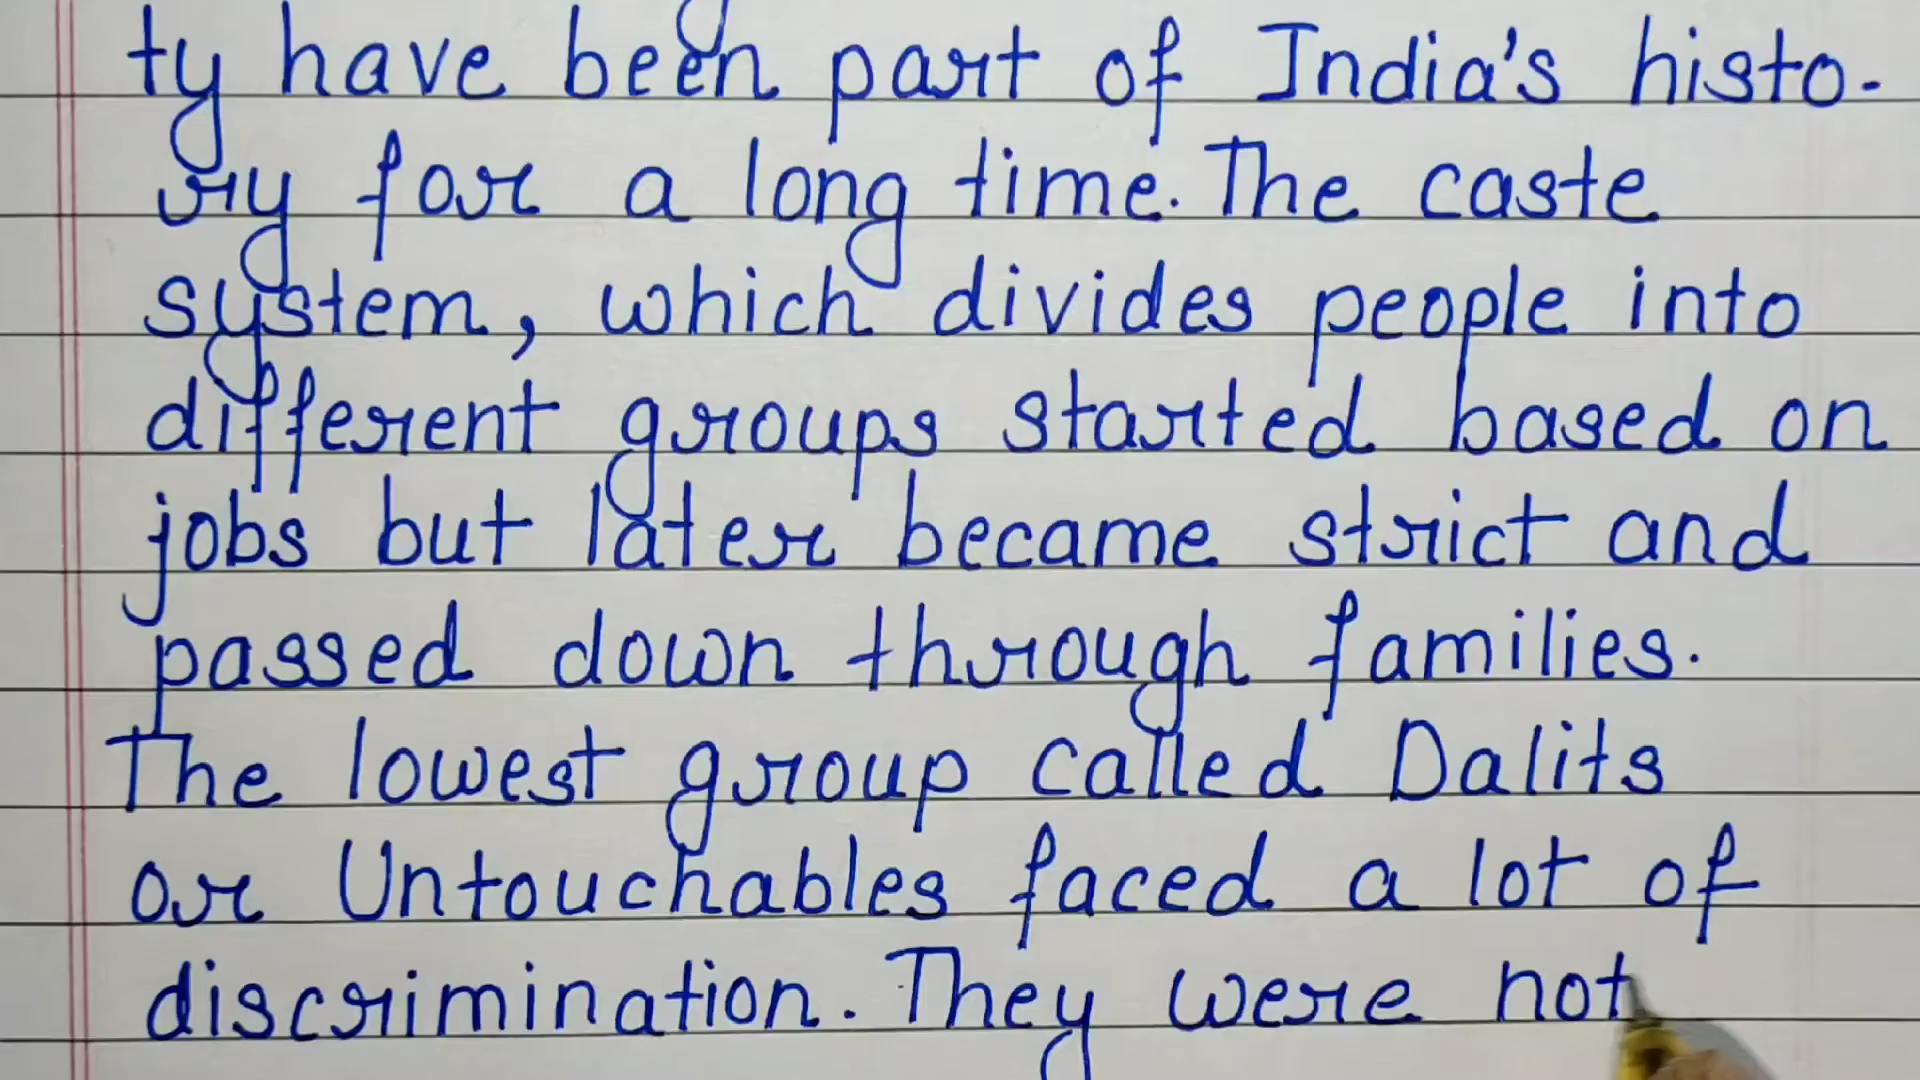 ty have been part of India's histo-
ry for a long time. The caste
system, which divides people into
different groups started based on
jobs but later became strict and
passed down through families.
The lowest group called Dalits
or Untouchables faced a lot of
discrimination. They were not